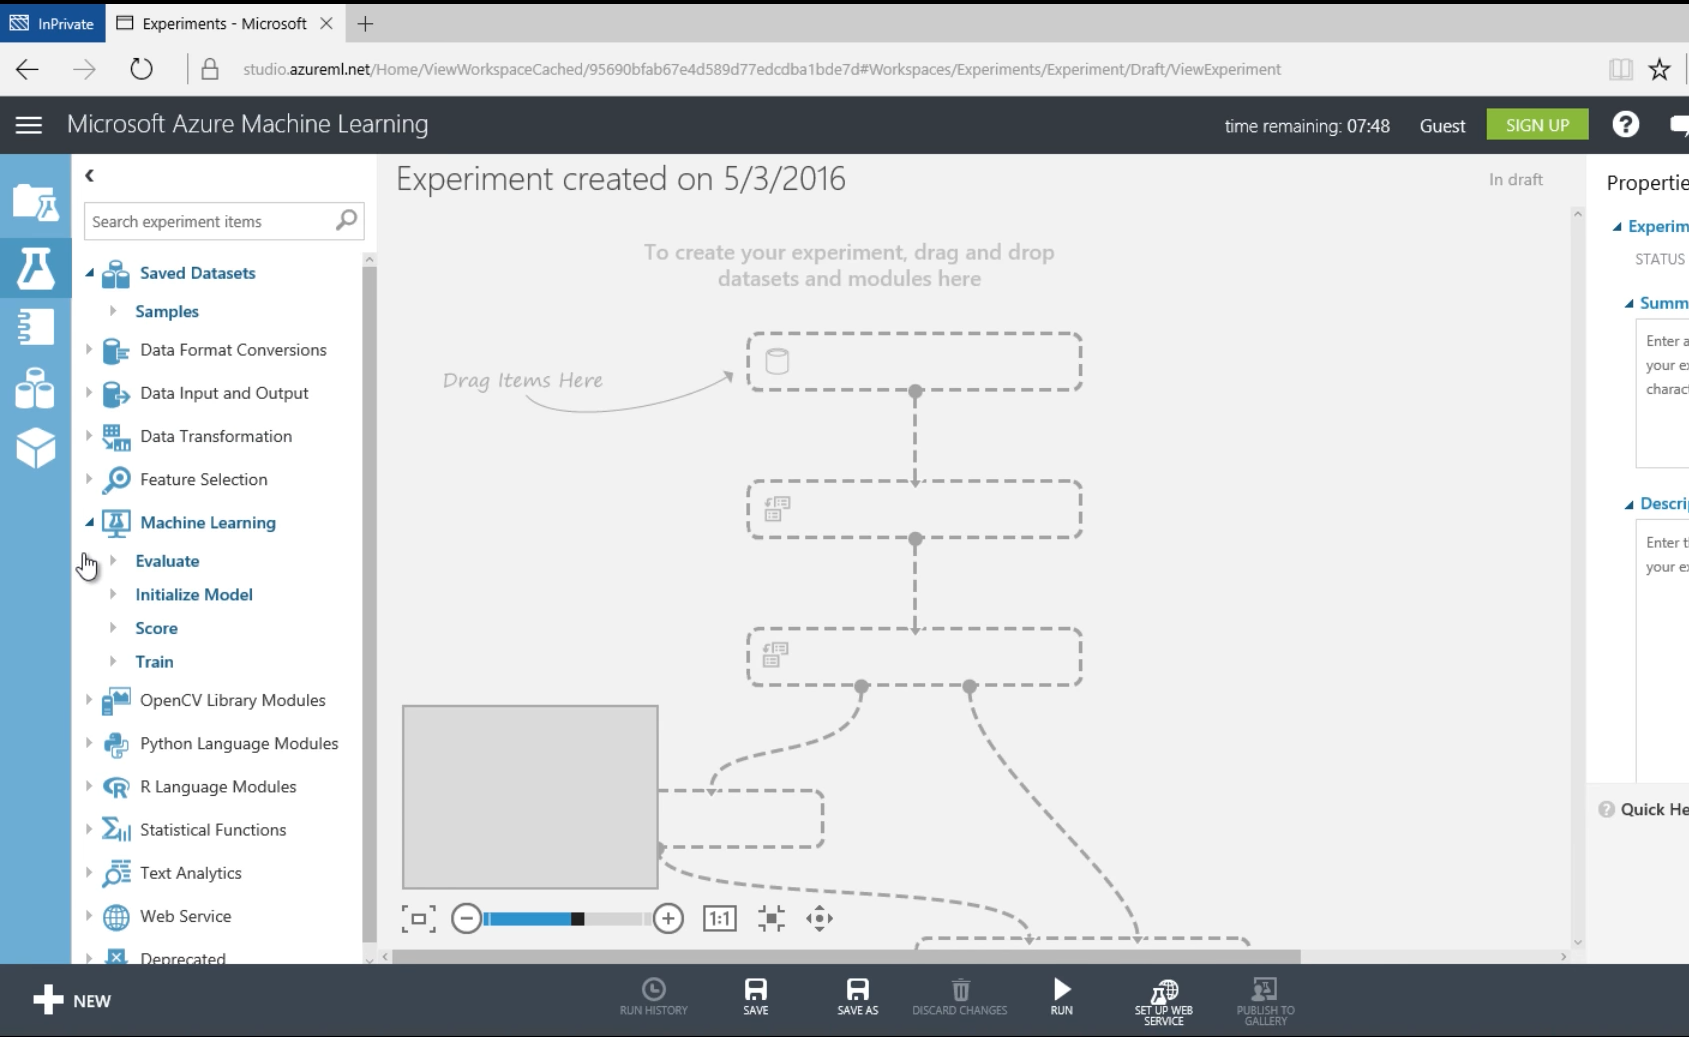 InPrivate
Experiments - Microsoft
studio.azureml.net/Home/ViewWorkspaceCached/95690bfab67e4d589d77edcdba1bde7d#Workspaces/Experiments/Experiment/Draft/ViewExperiment
Microsoft Azure Machine Learning
time remaining: 07:48
Guest
SIGN UP
?
Experiment created on 5/3/2016
In draft
Search experiment items
Saved Datasets
Samples
Data Format Conversions
Data Input and Output
Data Transformation
Feature Selection
Machine Learning
Evaluate
Initialize Model
Score
Train
OpenCV Library Modules
Python Language Modules
R Language Modules
Statistical Functions
Text Analytics
Web Service
Deprecated
To create your experiment, drag and drop
datasets and modules here
Drag Items Here
1:1
Propertie
Experim
STATUS
Summ
Enter a
your ex
charact
Descrip
Enter t
your ex
? Quick He
NEW
RUN HISTORY
SAVE
SAVE AS
DISCARD CHANGES
RUN
SET UP WEB
SERVICE
PUBLISH TO
GALLERY